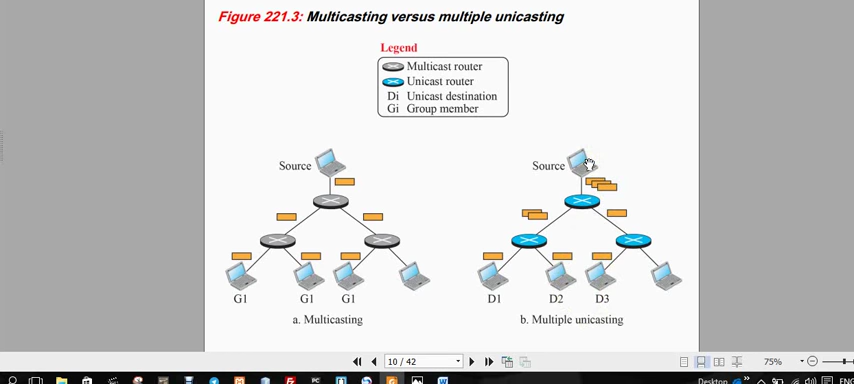 Figure 221.3: Multicasting versus multiple unicasting
Legend
Multicast router
Unicast router
Di Unicast destination
Gi Group member
Source
Source
G1 G1 G1
D1 D2 D3
a. Multicasting
b. Multiple unicasting
10 / 42
75%
Desktop